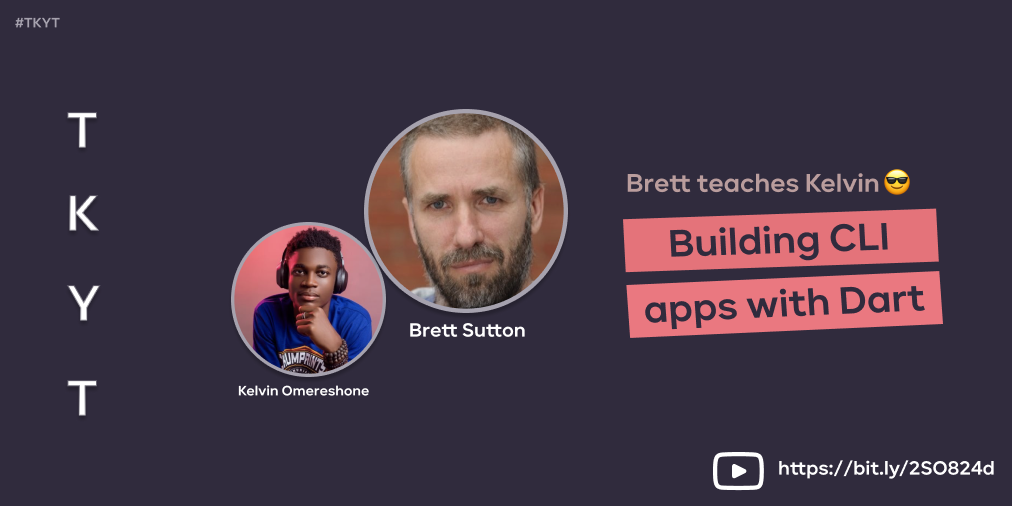 #TKYT
T
K
Y
T
Brett teaches Kelvin😎
Building CLI
apps with Dart
Brett Sutton
Kelvin Omereshone
https://bit.ly/2SO824d